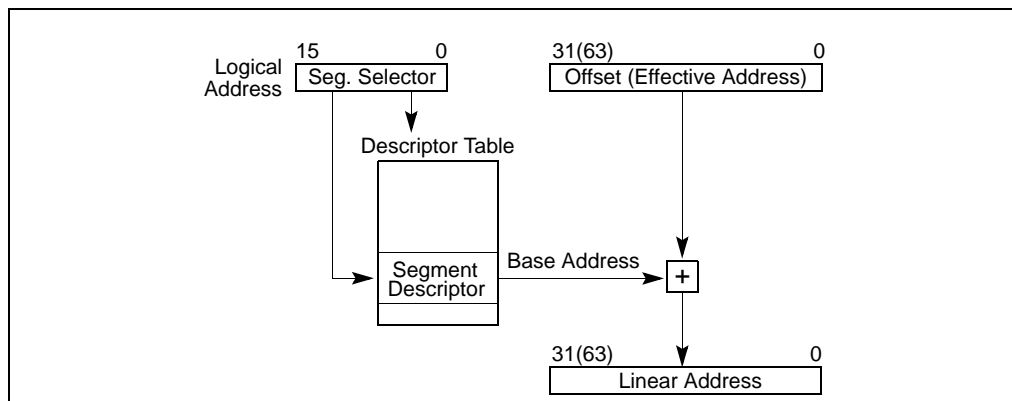 15 0
31(63) 0
Logical
Address
Seg. Selector
Offset (Effective Address)
Descriptor Table
Segment
Descriptor
Base Address
+
31(63) 0
Linear Address